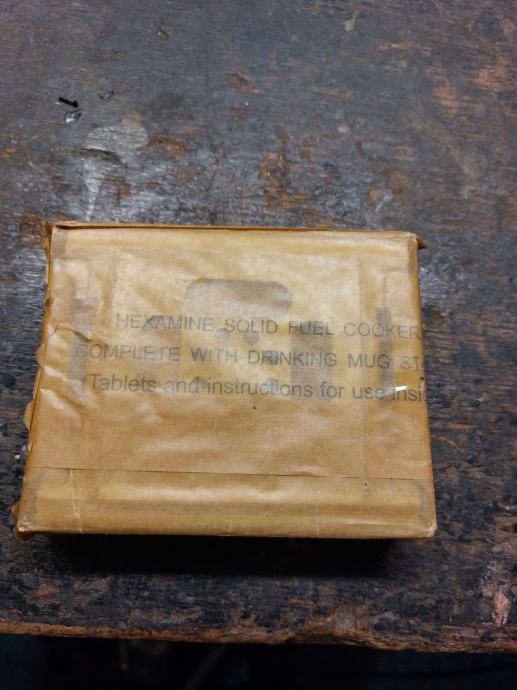 HEXAMINE SOLID FUEL COOKER
COMPLETE WITH DRINKING MUG
(Tablets and instructions for use